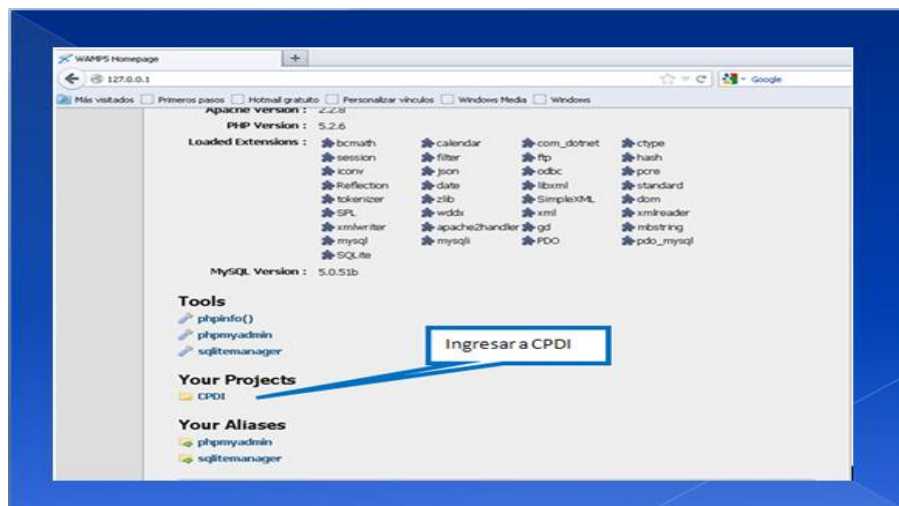 WAMP5 Homepage +
127.0.0.1 Google
Más visitados Primeros pasos Hotmail gratuito Personalizar vínculos Windows Media Windows
Apache Version : 2.2.8
PHP Version : 5.2.6
Loaded Extensions : bcmath calendar com_dotnet ctype
session filter ftp hash
iconv json odbc pcre
Reflection date libxml standard
tokenizer zlib SimpleXML dom
SPL wddx xml xmlreader
xmlwriter apache2handler gd mbstring
mysql mysqli PDO pdo_mysql
SQLite
MySQL Version : 5.0.51b
Tools
phpinfo()
phpmyadmin
sqlitemanager
Ingresar a CPDI
Your Projects
CPDI
Your Aliases
phpmyadmin
sqlitemanager